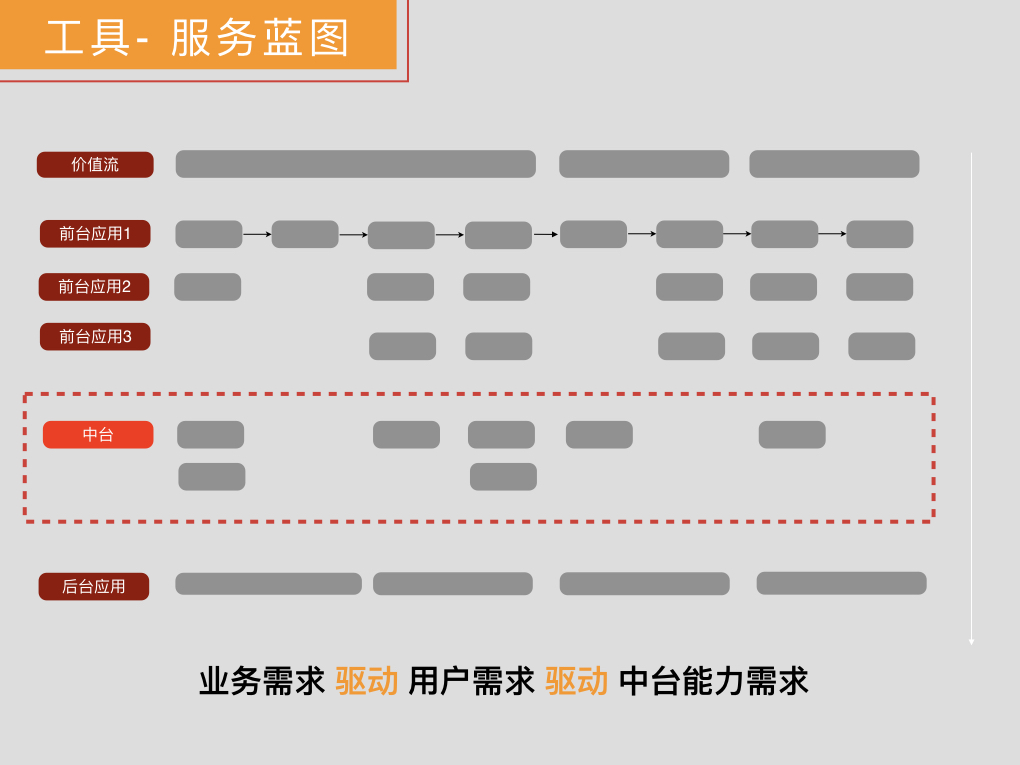 工具- 服务蓝图
价值流
前台应用1
前台应用2
前台应用3
中台
后台应用
业务需求 驱动 用户需求 驱动 中台能力需求